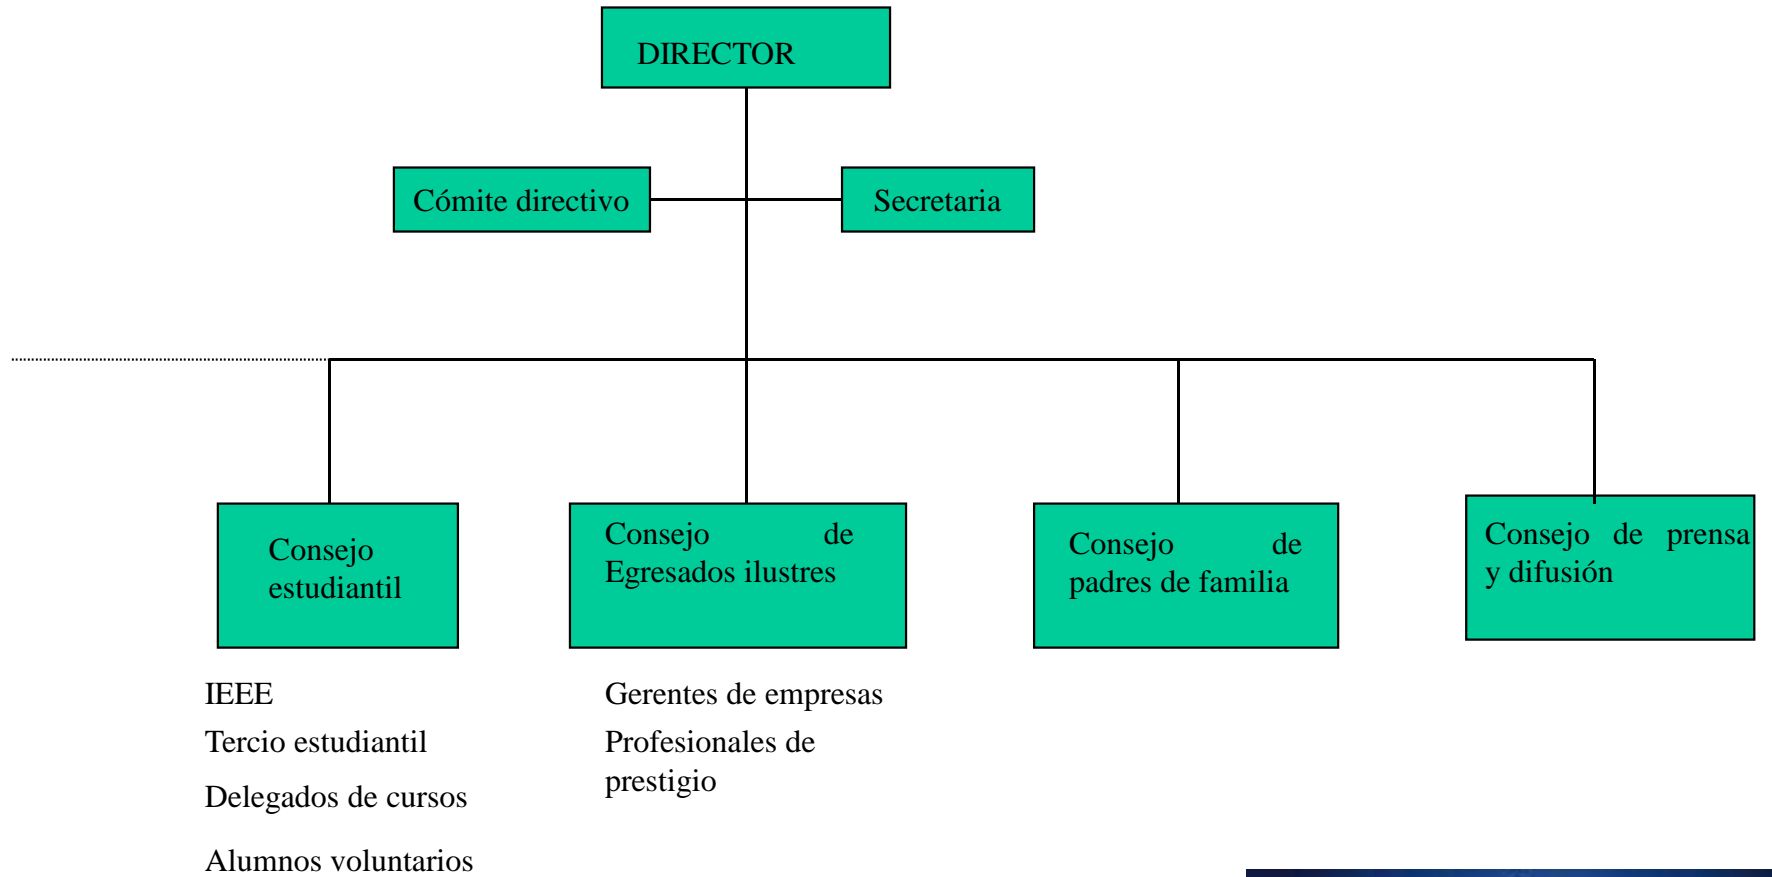 DIRECTOR
Cómite directivo
Secretaria
Consejo
estudiantil
Consejo de
Egresados ilustres
Consejo de
padres de familia
Consejo de prensa
y difusión
IEEE
Tercio estudiantil
Delegados de cursos
Alumnos voluntarios
Gerentes de empresas
Profesionales de
prestigio